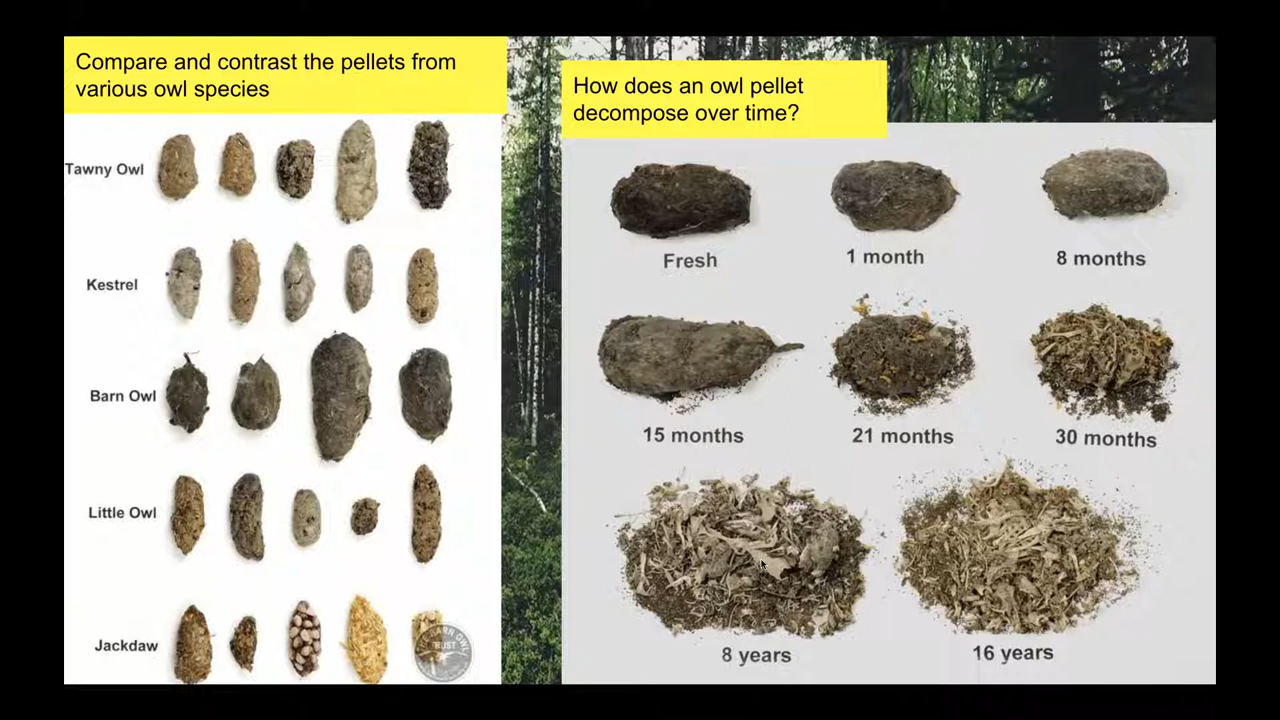 Compare and contrast the pellets from
various owl species
Tawny Owl
Kestrel
Barn Owl
Little Owl
Jackdaw
How does an owl pellet
decompose over time?
Fresh
1 month
8 months
15 months
21 months
30 months
8 years
16 years